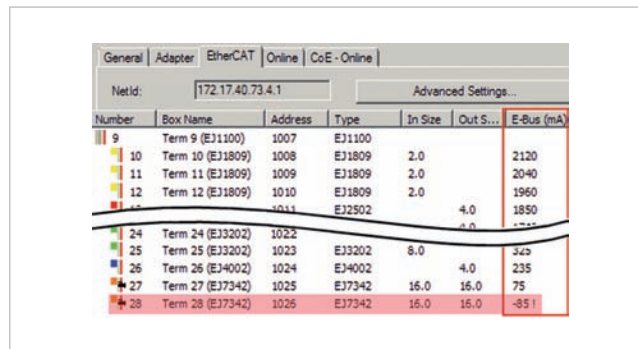 General Adapter EtherCAT Online CoE - Online
NetId: 172.17.40.73.4.1 Advanced Settings...
Number Box Name Address Type In Size Out S... E-Bus (mA)
9 Term 9 (EJ1100) 1007 EJ1100
10 Term 10 (EJ1809) 1008 EJ1809 2.0 2120
11 Term 11 (EJ1809) 1009 EJ1809 2.0 2040
12 Term 12 (EJ1809) 1010 EJ1809 2.0 1960
1011 EJ2502 4.0 1850
24 Term 24 (EJ3202) 1022
25 Term 25 (EJ3202) 1023 EJ3202 8.0 325
26 Term 26 (EJ4002) 1024 EJ4002 4.0 235
27 Term 27 (EJ7342) 1025 EJ7342 16.0 16.0 75
28 Term 28 (EJ7342) 1026 EJ7342 16.0 16.0 -85 !